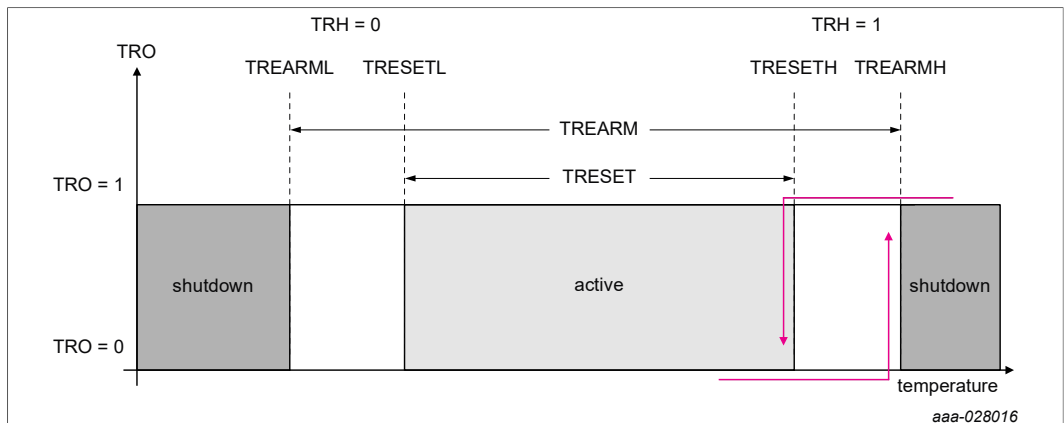 TRH = 0
TRH = 1
TRO
TREARML
TRESETL
TRESETH
TREARMH
TREARM
TRESET
TRO = 1
shutdown
active
shutdown
TRO = 0
temperature
aaa-028016